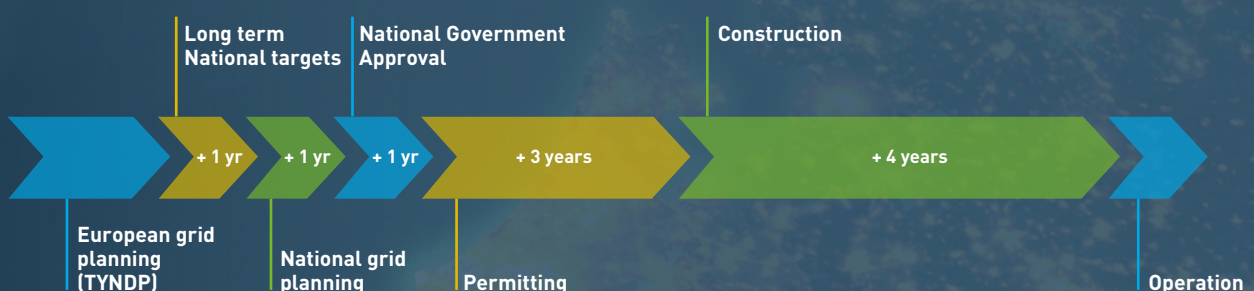 Long term
National targets
National Government
Approval
Construction
+ 1 yr
+ 1 yr
+ 1 yr
+ 3 years
+ 4 years
European grid
planning
(TYNDP)
National grid
planning
Permitting
Operation